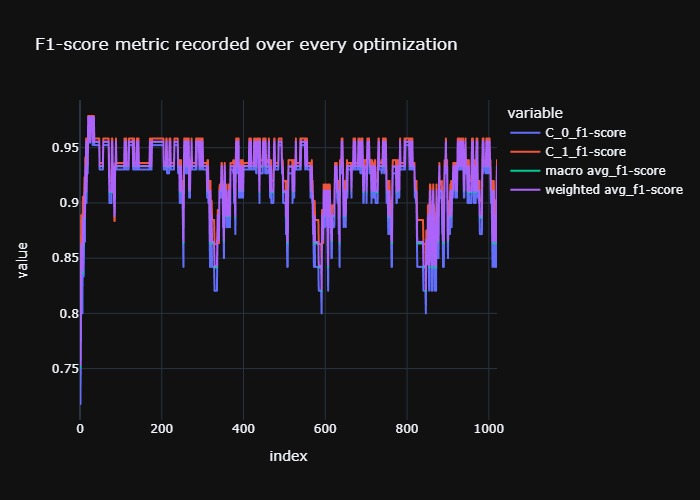 F1-score metric recorded over every optimization
variable
C_0_f1-score
C_1_f1-score
macro avg_f1-score
weighted avg_f1-score
0.95
0.9
0.85
0.8
0.75
value
0 200 400 600 800 1000
index